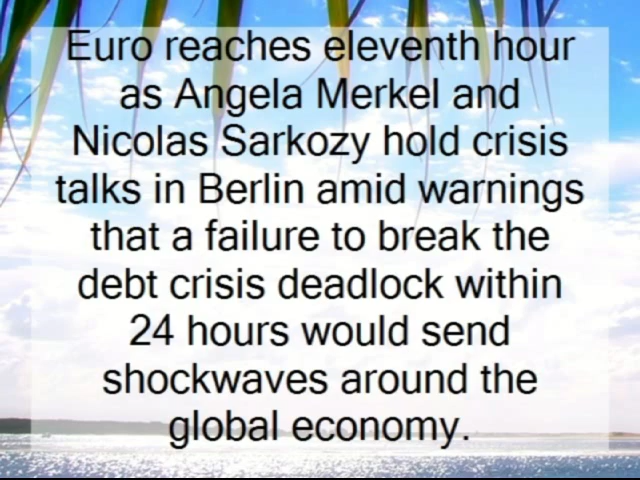 Euro reaches eleventh hour
as Angela Merkel and
Nicolas Sarkozy hold crisis
talks in Berlin amid warnings
that a failure to break the
debt crisis deadlock within
24 hours would send
shockwaves around the
global economy.